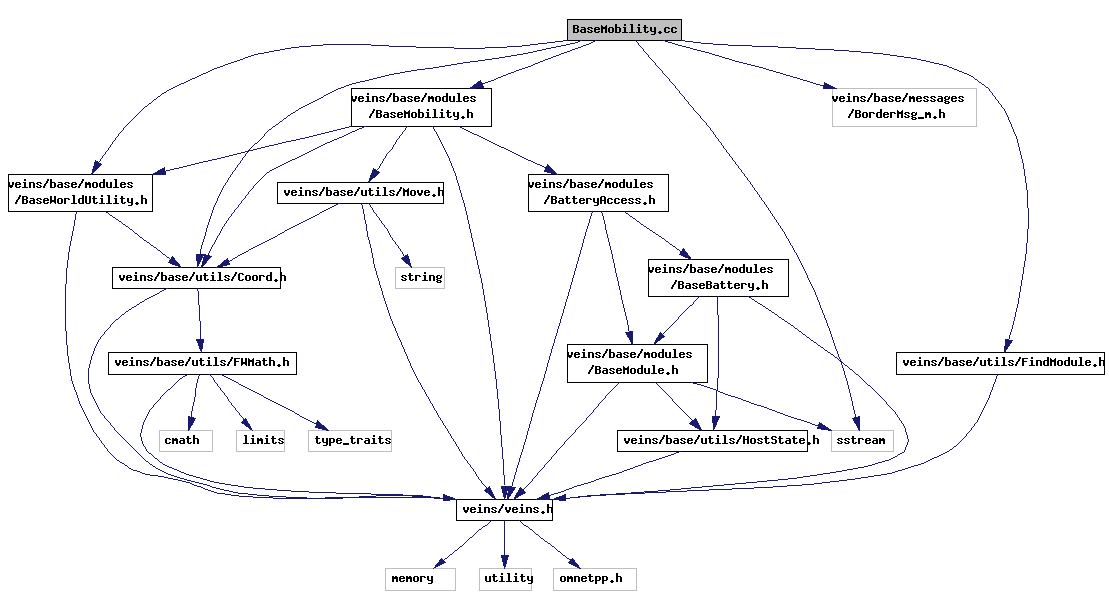 BaseMobility.cc
veins/base/modules
/BaseMobility.h
veins/base/messages
/BorderMsg_m.h
veins/base/modules
/BaseWorldUtility.h
veins/base/utils/Move.h
veins/base/modules
/BatteryAccess.h
veins/base/utils/Coord.h
string
veins/base/modules
/BaseBattery.h
veins/base/utils/FWMath.h
veins/base/modules
/BaseModule.h
veins/base/utils/FindModule.h
cmath
limits
type_traits
veins/base/utils/HostState.h
sstream
veins/veins.h
memory
utility
omnetpp.h